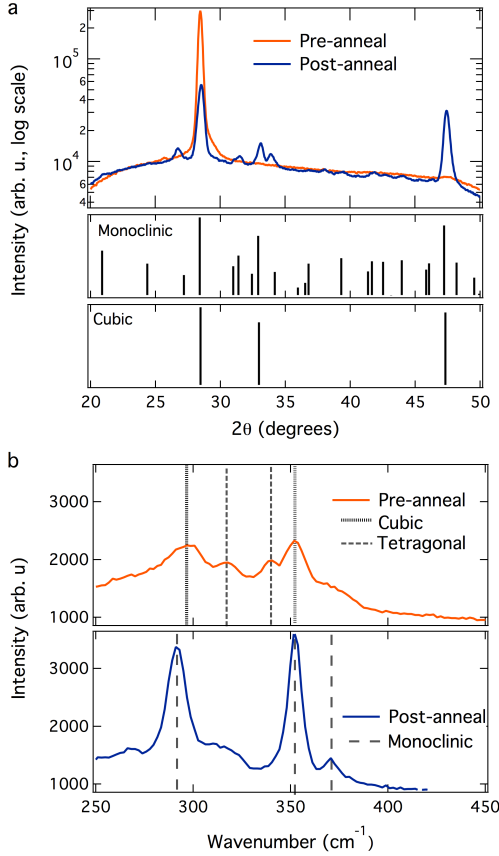 a
Intensity (arb. u., log scale)
Pre-anneal
Post-anneal
4
2
10^5
8
6
4
2
10^4
8
6
4
Monoclinic
Cubic
20 25 30 35 40 45 50
2θ (degrees)
b
Intensity (arb. u)
3000
2000
1000
Pre-anneal
Cubic
Tetragonal
3000
2000
1000
Post-anneal
Monoclinic
250 300 350 400 450
Wavenumber (cm^-1)